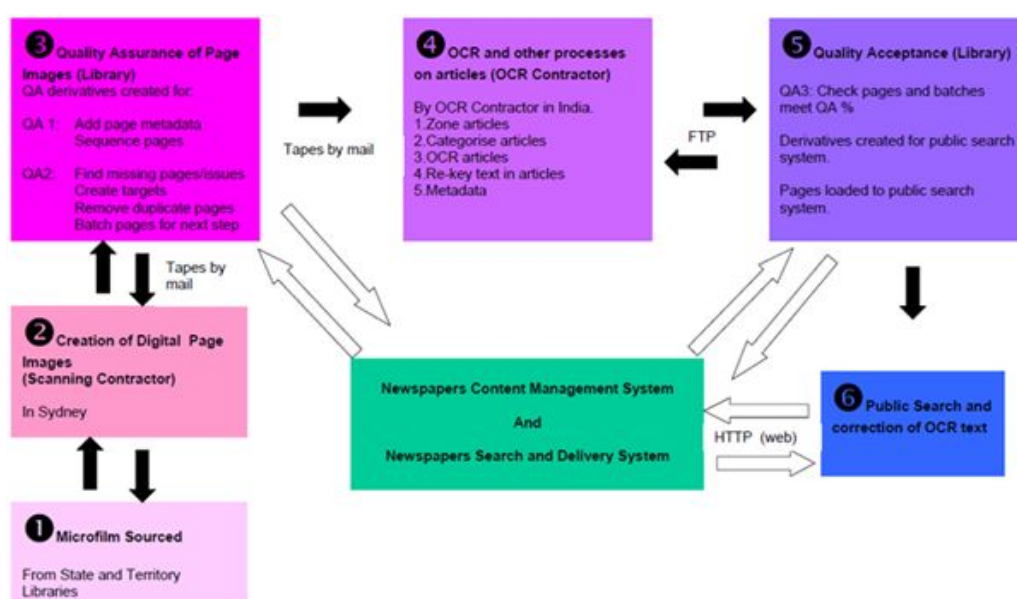 ❸ Quality Assurance of Page
Images (Library)
QA derivatives created for:
QA 1: Add page metadata
Sequence pages
QA2: Find missing pages/issues
Create targets
Remove duplicate pages
Batch pages for next step
Tapes by mail
❹ OCR and other processes
on articles (OCR Contractor)
By OCR Contractor in India.
1.Zone articles
2.Categorise articles
3.OCR articles
4.Re-key text in articles
5.Metadata
FTP
❺ Quality Acceptance (Library)
QA3: Check pages and batches
meet QA %
Derivatives created for public search
system.
Pages loaded to public search
system.
Tapes by
mail
❷ Creation of Digital Page
Images
(Scanning Contractor)
In Sydney
Newspapers Content Management System
And
Newspapers Search and Delivery System
HTTP (web)
❻ Public Search and
correction of OCR text
❶ Microfilm Sourced
From State and Territory
Libraries